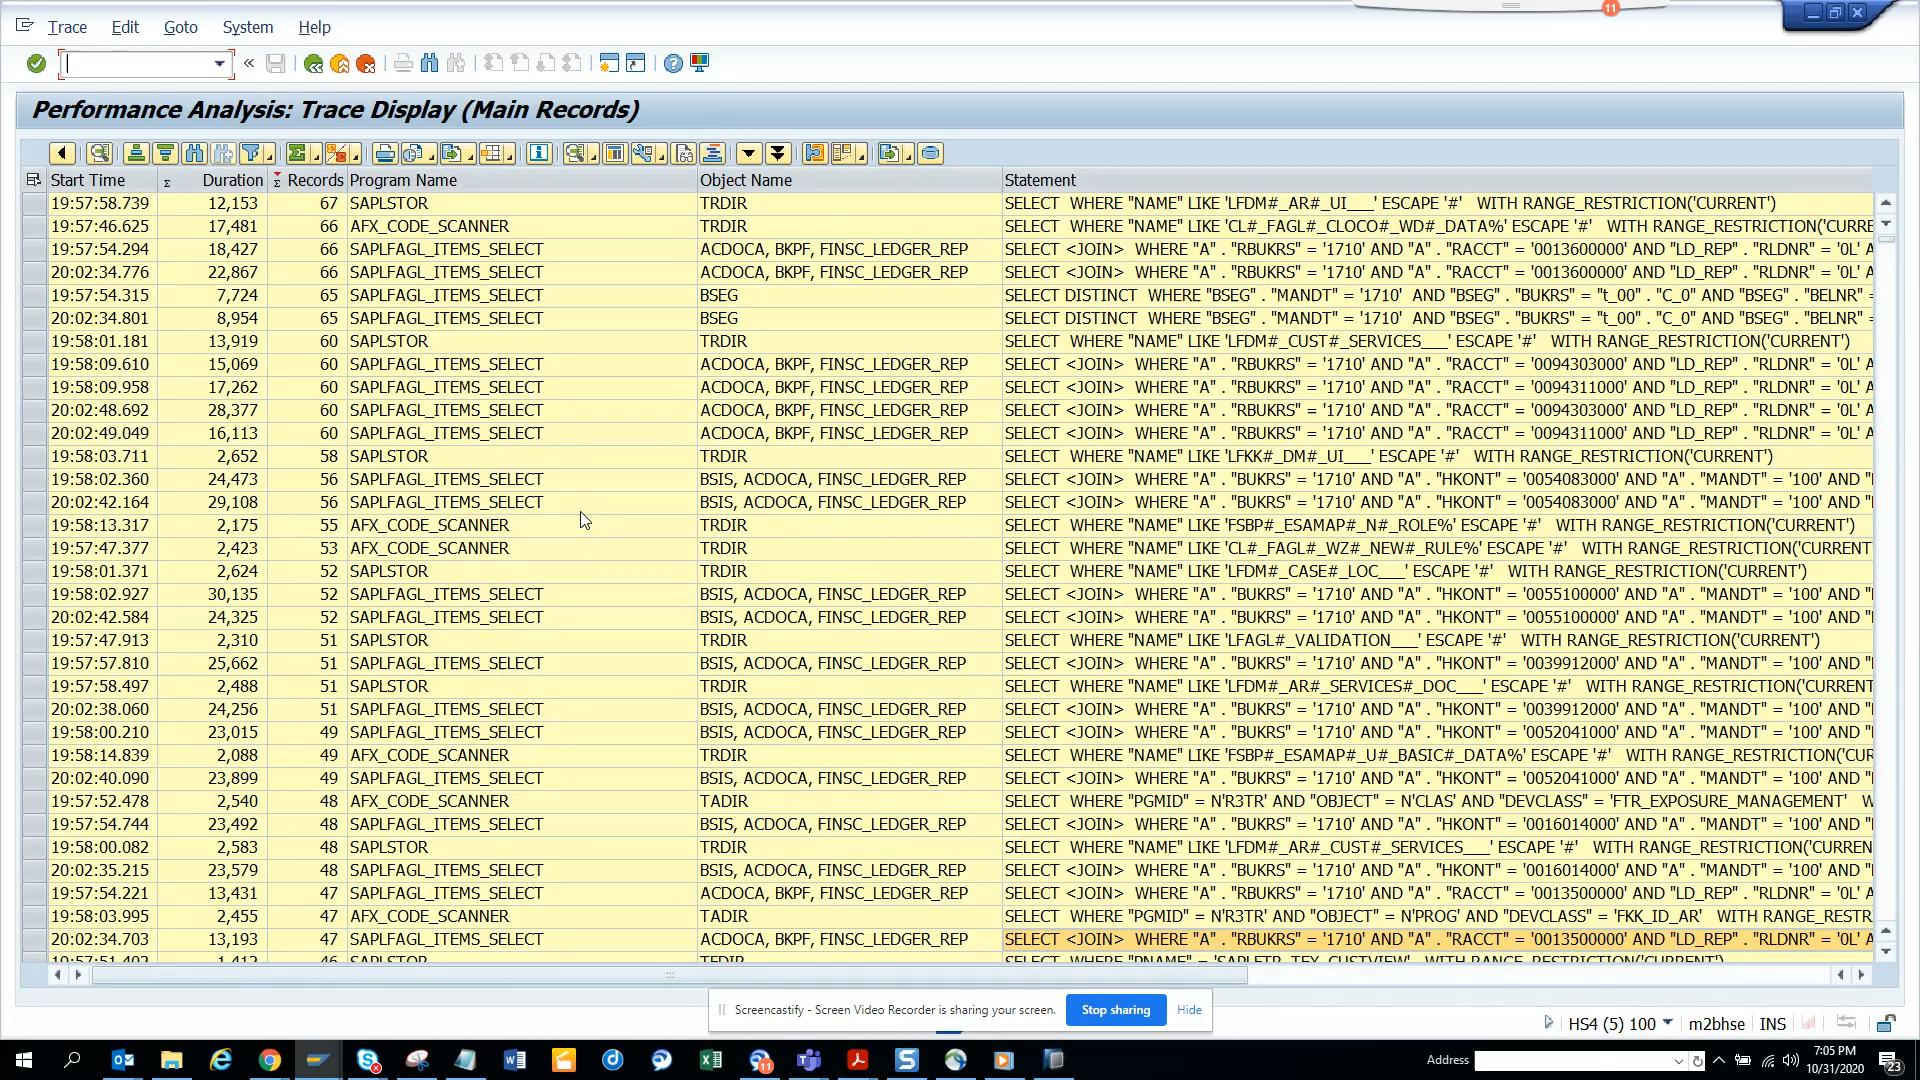 Trace Edit Goto System Help
11
«
Performance Analysis: Trace Display (Main Records)
Start Time Σ Duration Σ Records Program Name Object Name Statement
19:57:58.739 12,153 67 SAPLSTOR TRDIR SELECT WHERE "NAME" LIKE 'LFDM#_AR#_UI___' ESCAPE '#' WITH RANGE_RESTRICTION('CURRENT')
19:57:46.625 17,481 66 AFX_CODE_SCANNER TRDIR SELECT WHERE "NAME" LIKE 'CL#_FAGL#_CLOCO#_WD#_DATA%' ESCAPE '#' WITH RANGE_RESTRICTION('CURRE
19:57:54.294 18,427 66 SAPLFAGL_ITEMS_SELECT ACDOCA, BKPF, FINSC_LEDGER_REP SELECT <JOIN> WHERE "A" . "RBUKRS" = '1710' AND "A" . "RACCT" = '0013600000' AND "LD_REP" . "RLDNR" = '0L' A
20:02:34.776 22,867 66 SAPLFAGL_ITEMS_SELECT ACDOCA, BKPF, FINSC_LEDGER_REP SELECT <JOIN> WHERE "A" . "RBUKRS" = '1710' AND "A" . "RACCT" = '0013600000' AND "LD_REP" . "RLDNR" = '0L' A
19:57:54.315 7,724 65 SAPLFAGL_ITEMS_SELECT BSEG SELECT DISTINCT WHERE "BSEG" . "MANDT" = '1710' AND "BSEG" . "BUKRS" = "t_00" . "C_0" AND "BSEG" . "BELNR" =
20:02:34.801 8,954 65 SAPLFAGL_ITEMS_SELECT BSEG SELECT DISTINCT WHERE "BSEG" . "MANDT" = '1710' AND "BSEG" . "BUKRS" = "t_00" . "C_0" AND "BSEG" . "BELNR" =
19:58:01.181 13,919 60 SAPLSTOR TRDIR SELECT WHERE "NAME" LIKE 'LFDM#_CUST#_SERVICES___' ESCAPE '#' WITH RANGE_RESTRICTION('CURRENT')
19:58:09.610 15,069 60 SAPLFAGL_ITEMS_SELECT ACDOCA, BKPF, FINSC_LEDGER_REP SELECT <JOIN> WHERE "A" . "RBUKRS" = '1710' AND "A" . "RACCT" = '0094303000' AND "LD_REP" . "RLDNR" = '0L' A
19:58:09.958 17,262 60 SAPLFAGL_ITEMS_SELECT ACDOCA, BKPF, FINSC_LEDGER_REP SELECT <JOIN> WHERE "A" . "RBUKRS" = '1710' AND "A" . "RACCT" = '0094311000' AND "LD_REP" . "RLDNR" = '0L' A
20:02:48.692 28,377 60 SAPLFAGL_ITEMS_SELECT ACDOCA, BKPF, FINSC_LEDGER_REP SELECT <JOIN> WHERE "A" . "RBUKRS" = '1710' AND "A" . "RACCT" = '0094303000' AND "LD_REP" . "RLDNR" = '0L' A
20:02:49.049 16,113 60 SAPLFAGL_ITEMS_SELECT ACDOCA, BKPF, FINSC_LEDGER_REP SELECT <JOIN> WHERE "A" . "RBUKRS" = '1710' AND "A" . "RACCT" = '0094311000' AND "LD_REP" . "RLDNR" = '0L' A
19:58:03.711 2,652 58 SAPLSTOR TRDIR SELECT WHERE "NAME" LIKE 'LFKK#_DM#_UI___' ESCAPE '#' WITH RANGE_RESTRICTION('CURRENT')
19:58:02.360 24,473 56 SAPLFAGL_ITEMS_SELECT BSIS, ACDOCA, FINSC_LEDGER_REP SELECT <JOIN> WHERE "A" . "BUKRS" = '1710' AND "A" . "HKONT" = '0054083000' AND "A" . "MANDT" = '100' AND "
20:02:42.164 29,108 56 SAPLFAGL_ITEMS_SELECT BSIS, ACDOCA, FINSC_LEDGER_REP SELECT <JOIN> WHERE "A" . "BUKRS" = '1710' AND "A" . "HKONT" = '0054083000' AND "A" . "MANDT" = '100' AND "
19:58:13.317 2,175 55 AFX_CODE_SCANNER TRDIR SELECT WHERE "NAME" LIKE 'FSBP#_ESAMAP#_N#_ROLE%' ESCAPE '#' WITH RANGE_RESTRICTION('CURRENT')
19:57:47.377 2,423 53 AFX_CODE_SCANNER TRDIR SELECT WHERE "NAME" LIKE 'CL#_FAGL#_WZ#_NEW#_RULE%' ESCAPE '#' WITH RANGE_RESTRICTION('CURRENT
19:58:01.371 2,624 52 SAPLSTOR TRDIR SELECT WHERE "NAME" LIKE 'LFDM#_CASE#_LOC___' ESCAPE '#' WITH RANGE_RESTRICTION('CURRENT')
19:58:02.927 30,135 52 SAPLFAGL_ITEMS_SELECT BSIS, ACDOCA, FINSC_LEDGER_REP SELECT <JOIN> WHERE "A" . "BUKRS" = '1710' AND "A" . "HKONT" = '0055100000' AND "A" . "MANDT" = '100' AND "
20:02:42.584 24,325 52 SAPLFAGL_ITEMS_SELECT BSIS, ACDOCA, FINSC_LEDGER_REP SELECT <JOIN> WHERE "A" . "BUKRS" = '1710' AND "A" . "HKONT" = '0055100000' AND "A" . "MANDT" = '100' AND "
19:57:47.913 2,310 51 SAPLSTOR TRDIR SELECT WHERE "NAME" LIKE 'LFAGL#_VALIDATION___' ESCAPE '#' WITH RANGE_RESTRICTION('CURRENT')
19:57:57.810 25,662 51 SAPLFAGL_ITEMS_SELECT BSIS, ACDOCA, FINSC_LEDGER_REP SELECT <JOIN> WHERE "A" . "BUKRS" = '1710' AND "A" . "HKONT" = '0039912000' AND "A" . "MANDT" = '100' AND "
19:57:58.497 2,488 51 SAPLSTOR TRDIR SELECT WHERE "NAME" LIKE 'LFDM#_AR#_SERVICES#_DOC___' ESCAPE '#' WITH RANGE_RESTRICTION('CURRENT
20:02:38.060 24,256 51 SAPLFAGL_ITEMS_SELECT BSIS, ACDOCA, FINSC_LEDGER_REP SELECT <JOIN> WHERE "A" . "BUKRS" = '1710' AND "A" . "HKONT" = '0039912000' AND "A" . "MANDT" = '100' AND "
19:58:00.210 23,015 49 SAPLFAGL_ITEMS_SELECT BSIS, ACDOCA, FINSC_LEDGER_REP SELECT <JOIN> WHERE "A" . "BUKRS" = '1710' AND "A" . "HKONT" = '0052041000' AND "A" . "MANDT" = '100' AND "
19:58:14.839 2,088 49 AFX_CODE_SCANNER TRDIR SELECT WHERE "NAME" LIKE 'FSBP#_ESAMAP#_U#_BASIC#_DATA%' ESCAPE '#' WITH RANGE_RESTRICTION('CUR
20:02:40.090 23,899 49 SAPLFAGL_ITEMS_SELECT BSIS, ACDOCA, FINSC_LEDGER_REP SELECT <JOIN> WHERE "A" . "BUKRS" = '1710' AND "A" . "HKONT" = '0052041000' AND "A" . "MANDT" = '100' AND "
19:57:52.478 2,540 48 AFX_CODE_SCANNER TADIR SELECT WHERE "PGMID" = N'R3TR' AND "OBJECT" = N'CLAS' AND "DEVCLASS" = 'FTR_EXPOSURE_MANAGEMENT' W
19:57:54.744 23,492 48 SAPLFAGL_ITEMS_SELECT BSIS, ACDOCA, FINSC_LEDGER_REP SELECT <JOIN> WHERE "A" . "BUKRS" = '1710' AND "A" . "HKONT" = '0016014000' AND "A" . "MANDT" = '100' AND "
19:58:00.082 2,583 48 SAPLSTOR TRDIR SELECT WHERE "NAME" LIKE 'LFDM#_AR#_CUST#_SERVICES___' ESCAPE '#' WITH RANGE_RESTRICTION('CURREN
20:02:35.215 23,579 48 SAPLFAGL_ITEMS_SELECT BSIS, ACDOCA, FINSC_LEDGER_REP SELECT <JOIN> WHERE "A" . "BUKRS" = '1710' AND "A" . "HKONT" = '0016014000' AND "A" . "MANDT" = '100' AND "
19:57:54.221 13,431 47 SAPLFAGL_ITEMS_SELECT ACDOCA, BKPF, FINSC_LEDGER_REP SELECT <JOIN> WHERE "A" . "RBUKRS" = '1710' AND "A" . "RACCT" = '0013500000' AND "LD_REP" . "RLDNR" = '0L' A
19:58:03.995 2,455 47 AFX_CODE_SCANNER TADIR SELECT WHERE "PGMID" = N'R3TR' AND "OBJECT" = N'PROG' AND "DEVCLASS" = 'FKK_ID_AR' WITH RANGE_RESTR
20:02:34.703 13,193 47 SAPLFAGL_ITEMS_SELECT ACDOCA, BKPF, FINSC_LEDGER_REP SELECT <JOIN> WHERE "A" . "RBUKRS" = '1710' AND "A" . "RACCT" = '0013500000' AND "LD_REP" . "RLDNR" = '0L' A
19:57:51.402 1,412 46 SAPLSTOR TFDIR SELECT WHERE "PNAME" = 'SAPLFTR_TEX_CUSTVIEW' WITH RANGE_RESTRICTION('CURRENT')
Screencastify - Screen Video Recorder is sharing your screen. Stop sharing Hide
HS4 (5) 100 m2bhse INS
11
Address
7:05 PM
10/31/2020
23